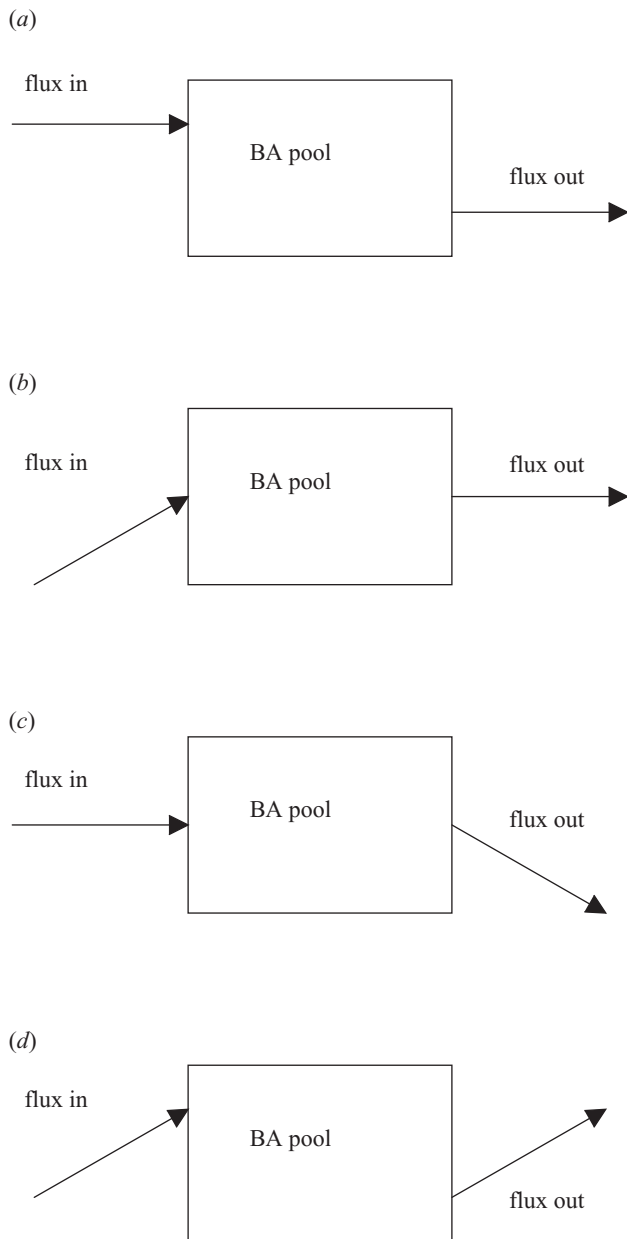 (a)
flux in
BA pool
flux out
(b)
flux in
BA pool
flux out
(c)
flux in
BA pool
flux out
(d)
flux in
BA pool
flux out